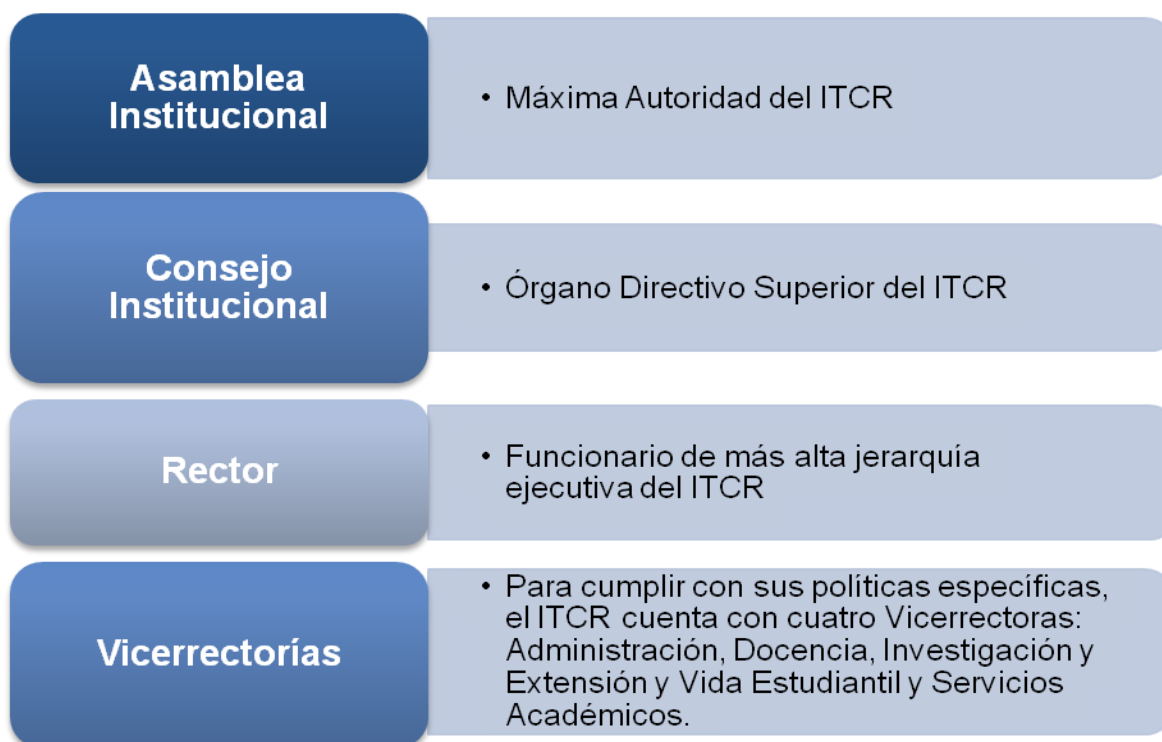 Asamblea
Institucional
• Máxima Autoridad del ITCR
Consejo
Institucional
• Órgano Directivo Superior del ITCR
Rector
• Funcionario de más alta jerarquía
ejecutiva del ITCR
Vicerrectorías
• Para cumplir con sus políticas específicas,
el ITCR cuenta con cuatro Vicerrectoras:
Administración, Docencia, Investigación y
Extensión y Vida Estudiantil y Servicios
Académicos.